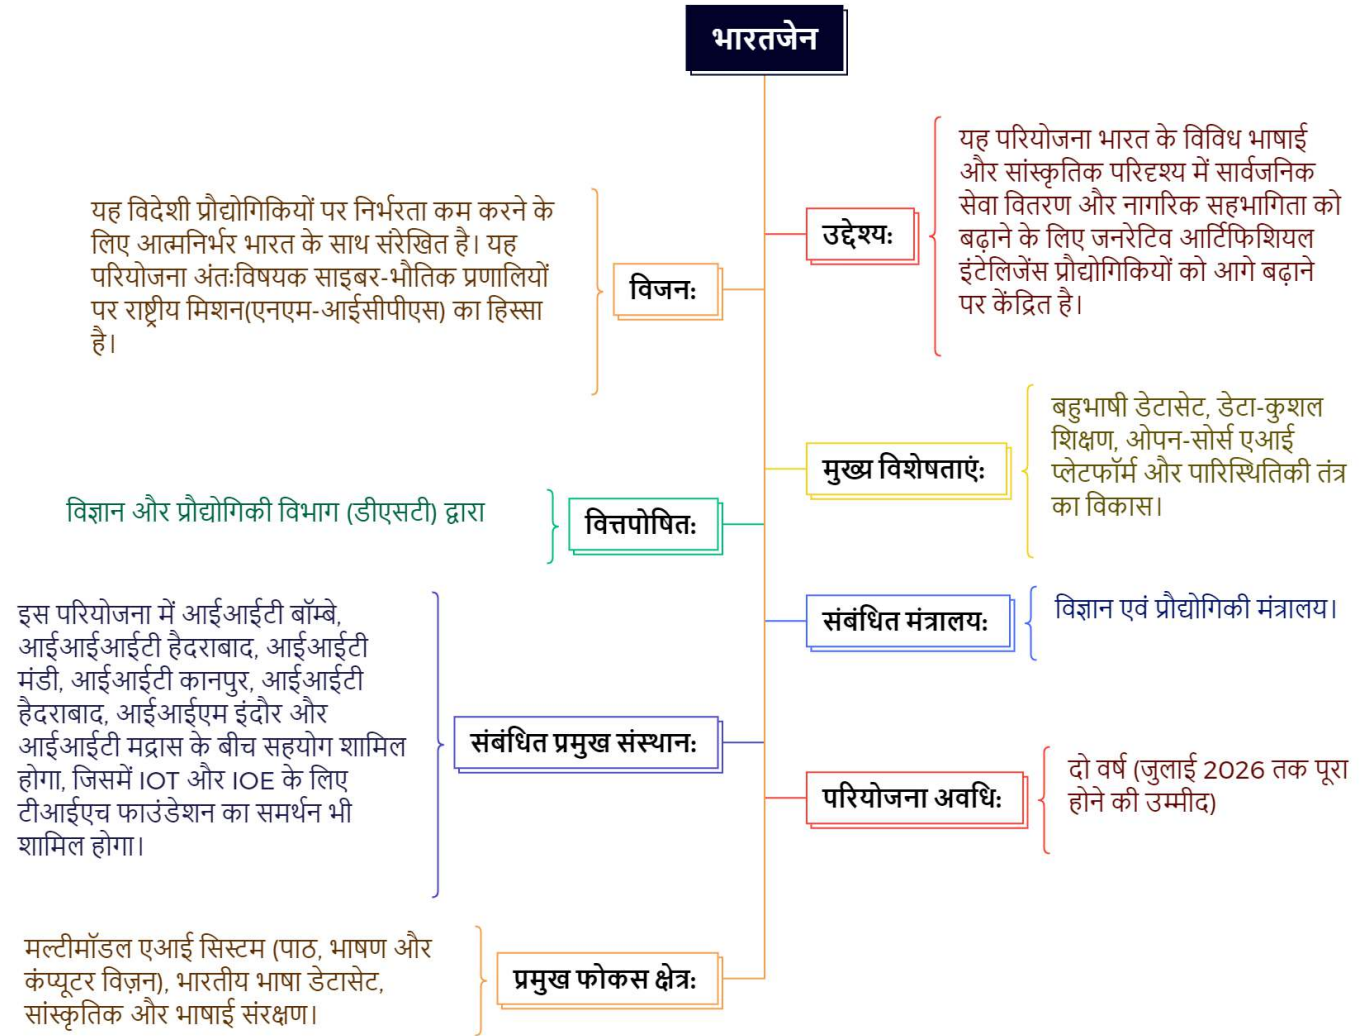 भारतजेन
यह परियोजना भारत के विविध भाषाई
और सांस्कृतिक परिदृश्य में सार्वजनिक
सेवा वितरण और नागरिक सहभागिता को
बढ़ाने के लिए जनरेटिव आर्टिफिशियल
इंटेलिजेंस प्रौद्योगिकियों को आगे बढ़ाने
पर केंद्रित है।
उद्देश्य:
यह विदेशी प्रौद्योगिकियों पर निर्भरता कम करने के
लिए आत्मनिर्भर भारत के साथ संरेखित है। यह
परियोजना अंतःविषयक साइबर-भौतिक प्रणालियों
पर राष्ट्रीय मिशन(एनएम-आईसीपीएस) का हिस्सा
है।
विजन:
बहुभाषी डेटासेट, डेटा-कुशल
शिक्षण, ओपन-सोर्स एआई
प्लेटफॉर्म और पारिस्थितिकी तंत्र
का विकास।
मुख्य विशेषताएं:
विज्ञान और प्रौद्योगिकी विभाग (डीएसटी) द्वारा
वित्तपोषित:
संबंधित मंत्रालय:
विज्ञान एवं प्रौद्योगिकी मंत्रालय।
इस परियोजना में आईआईटी बॉम्बे,
आईआईआईटी हैदराबाद, आईआईटी
मंडी, आईआईटी कानपुर, आईआईटी
हैदराबाद, आईआईएम इंदौर और
आईआईटी मद्रास के बीच सहयोग शामिल
होगा, जिसमें IOT और IOE के लिए
टीआईएच फाउंडेशन का समर्थन भी
शामिल होगा।
संबंधित प्रमुख संस्थान:
परियोजना अवधि:
दो वर्ष (जुलाई 2026 तक पूरा
होने की उम्मीद)
मल्टीमॉडल एआई सिस्टम (पाठ, भाषण और
कंप्यूटर विज़न), भारतीय भाषा डेटासेट,
सांस्कृतिक और भाषाई संरक्षण।
प्रमुख फोकस क्षेत्र: